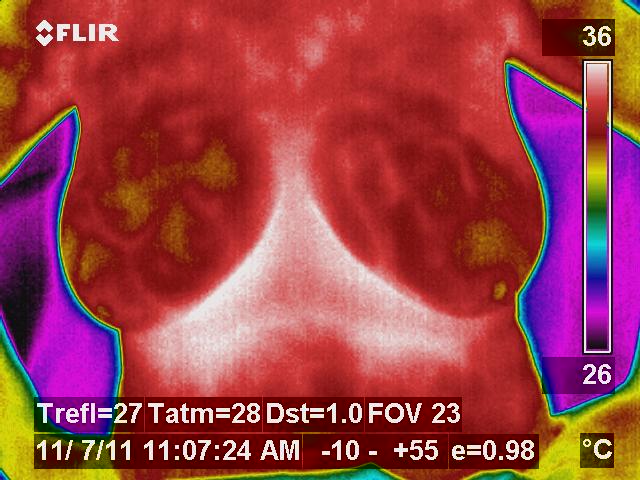 FLIR
36
26
Trefl=27 Tatm=28 Dst=1.0 FOV 23
11/ 7/11 11:07:24 AM -10 - +55 e=0.98 °C